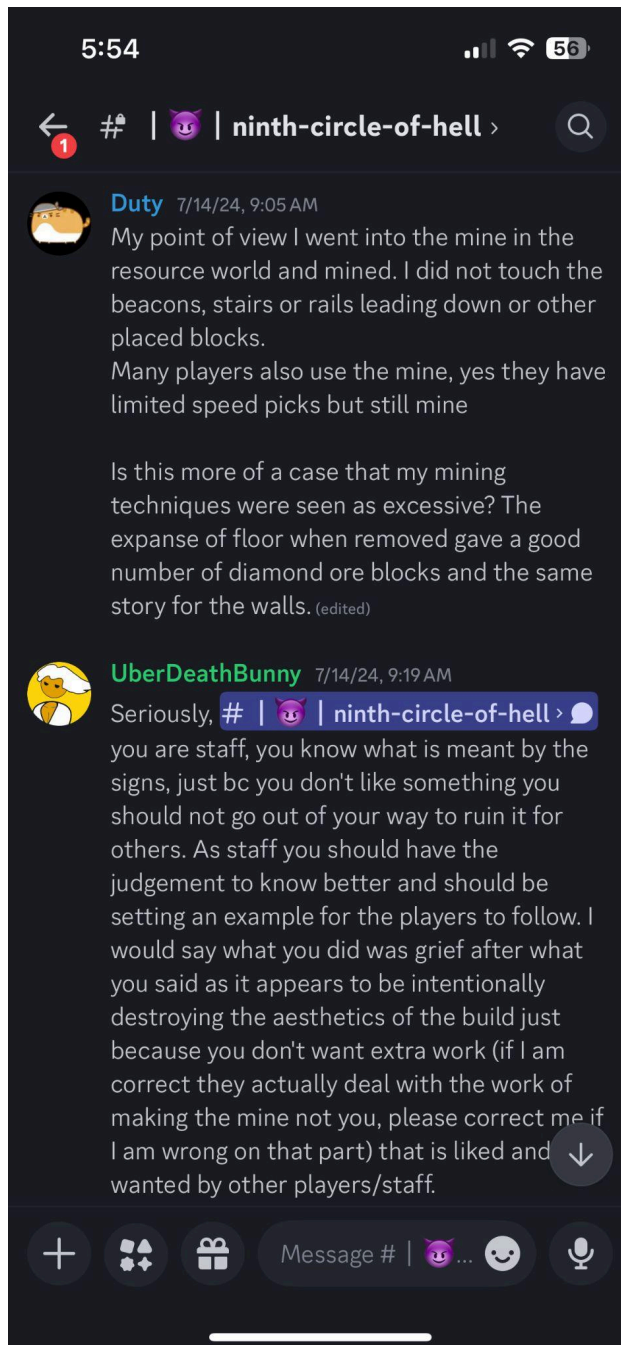 5:54
56
1
# | 😈 | ninth-circle-of-hell ›
Duty 7/14/24, 9:05 AM
My point of view I went into the mine in the
resource world and mined. I did not touch the
beacons, stairs or rails leading down or other
placed blocks.
Many players also use the mine, yes they have
limited speed picks but still mine
Is this more of a case that my mining
techniques were seen as excessive? The
expanse of floor when removed gave a good
number of diamond ore blocks and the same
story for the walls. (edited)
UberDeathBunny 7/14/24, 9:19 AM
Seriously, # | 😈 | ninth-circle-of-hell ›
you are staff, you know what is meant by the
signs, just bc you don't like something you
should not go out of your way to ruin it for
others. As staff you should have the
judgement to know better and should be
setting an example for the players to follow. I
would say what you did was grief after what
you said as it appears to be intentionally
destroying the aesthetics of the build just
because you don't want extra work (if I am
correct they actually deal with the work of
making the mine not you, please correct me if
I am wrong on that part) that is liked and
wanted by other players/staff.
Message # | 😈...